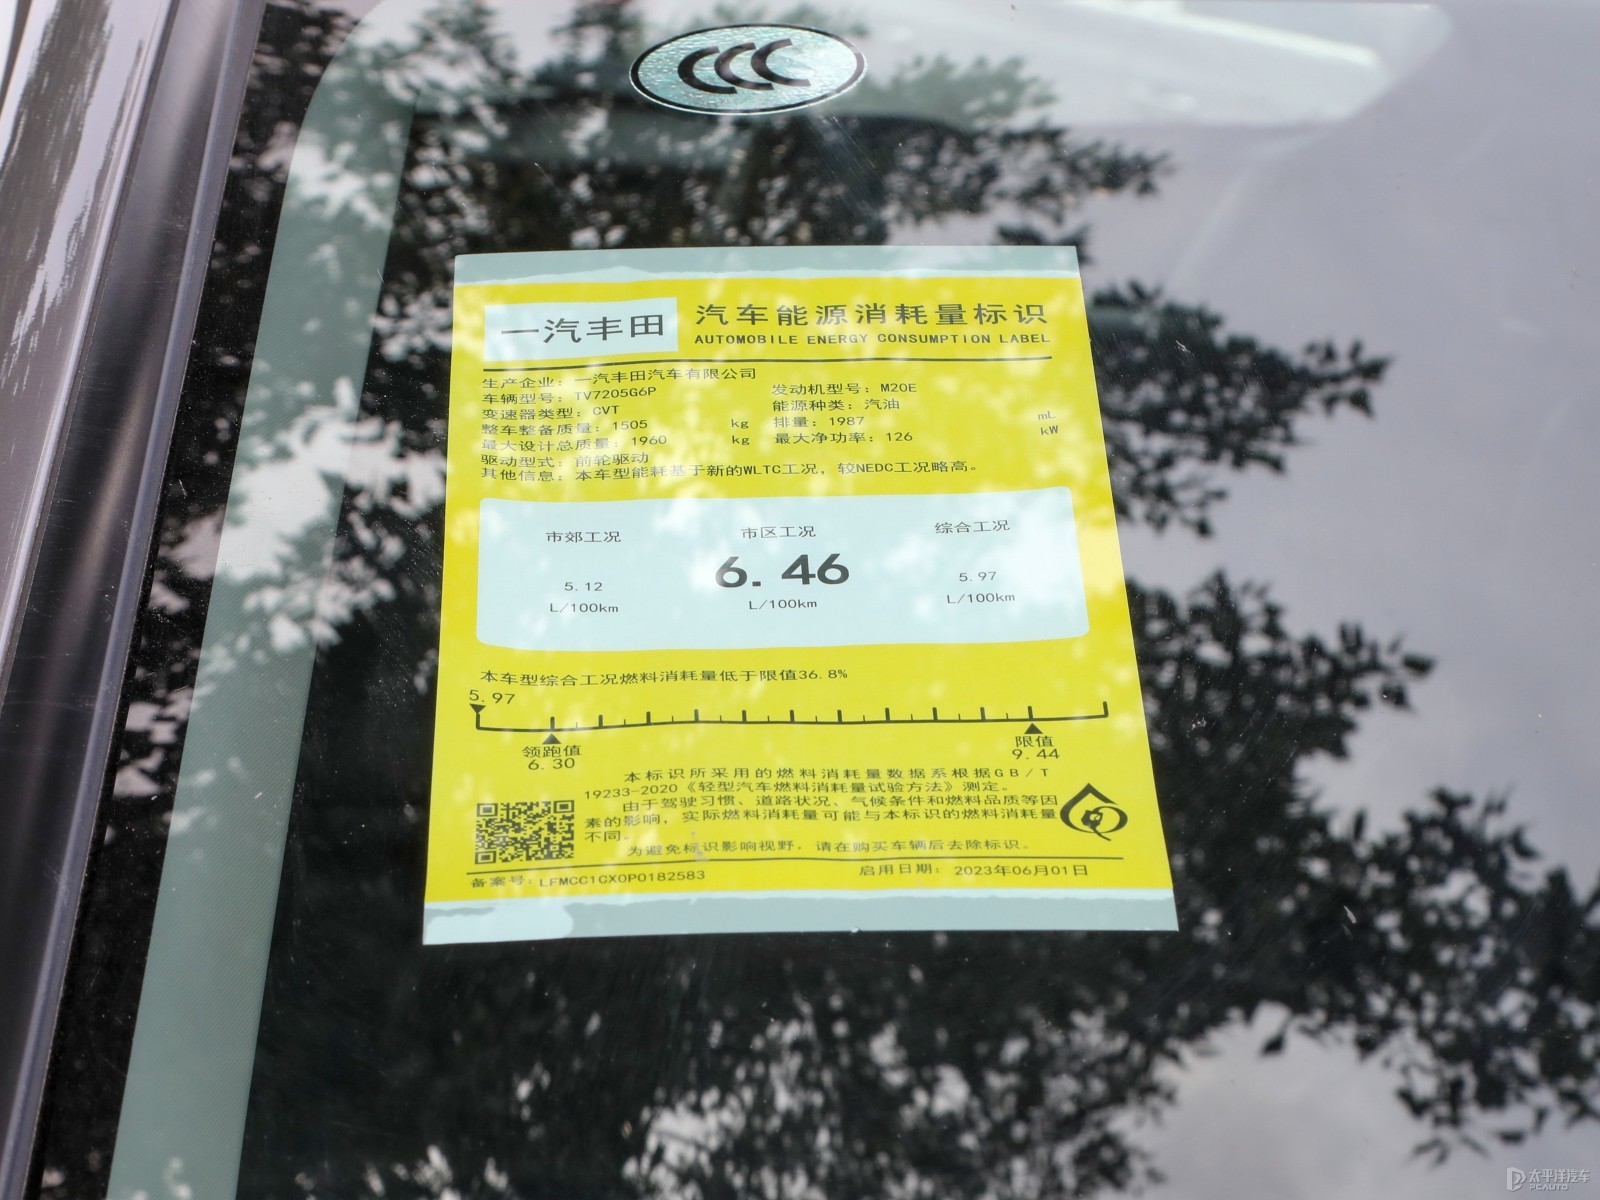 CCC
一汽丰田
汽车能源消耗量标识
AUTOMOBILE ENERGY CONSUMPTION LABEL
生产企业：一汽丰田汽车有限公司
车辆型号：TV7205G6P 发动机型号：M20E
变速器类型：CVT 能源种类：汽油
整车整备质量：1505 kg 排量：1987 mL
最大设计总质量：1960 kg 最大净功率：126 kW
驱动型式：前轮驱动
其他信息：本车型能耗基于新的WLTC工况，较NEDC工况略高。
市郊工况 市区工况 综合工况
5.12 6.46 5.97
L/100km L/100km L/100km
本车型综合工况燃料消耗量低于限值36.8%
5.97
领跑值 限值
6.30 9.44
本标识所采用的燃料消耗量数据系根据GB/T
19233-2020《轻型汽车燃料消耗量试验方法》测定。
由于驾驶习惯、道路状况、气候条件和燃料品质等因
素的影响，实际燃料消耗量可能与本标识的燃料消耗量
不同。
为避免标识影响视野，请在购买车辆后去除标识。
备案号：LFMCC1CX0P0182583 启用日期：2023年06月01日
太平洋汽车
PCAUTO